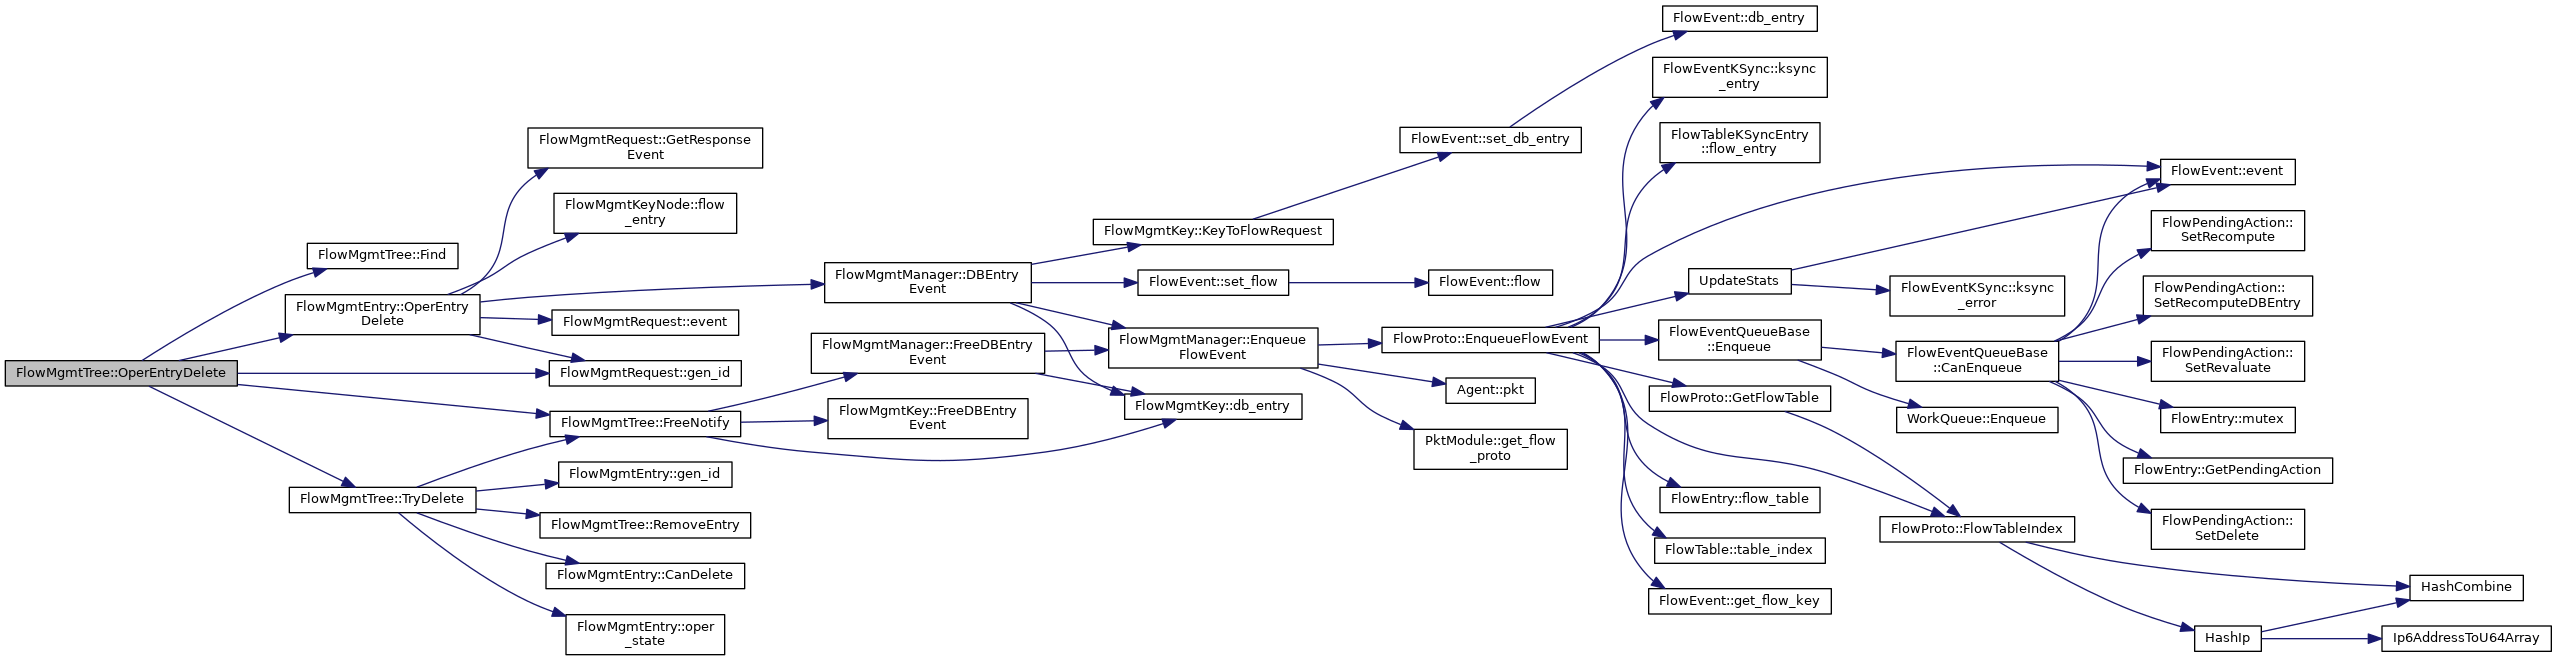 FlowMgmtTree::OperEntryDelete
FlowMgmtTree::Find
FlowMgmtEntry::OperEntry
Delete
FlowMgmtTree::TryDelete
FlowMgmtRequest::GetResponse
Event
FlowMgmtKeyNode::flow
_entry
FlowMgmtRequest::event
FlowMgmtRequest::gen_id
FlowMgmtTree::FreeNotify
FlowMgmtEntry::gen_id
FlowMgmtTree::RemoveEntry
FlowMgmtEntry::CanDelete
FlowMgmtEntry::oper
_state
FlowMgmtManager::DBEntry
Event
FlowMgmtManager::FreeDBEntry
Event
FlowMgmtKey::FreeDBEntry
Event
FlowMgmtKey::KeyToFlowRequest
FlowEvent::set_flow
FlowMgmtManager::Enqueue
FlowEvent
FlowMgmtKey::db_entry
FlowEvent::set_db_entry
FlowEvent::flow
FlowProto::EnqueueFlowEvent
Agent::pkt
PktModule::get_flow
_proto
FlowEvent::db_entry
FlowEventKSync::ksync
_entry
FlowTableKSyncEntry
::flow_entry
UpdateStats
FlowEventQueueBase
::Enqueue
FlowProto::GetFlowTable
FlowEntry::flow_table
FlowTable::table_index
FlowEvent::get_flow_key
FlowEventKSync::ksync
_error
FlowEventQueueBase
::CanEnqueue
WorkQueue::Enqueue
FlowProto::FlowTableIndex
FlowEvent::event
FlowPendingAction::
SetRecompute
FlowPendingAction::
SetRecomputeDBEntry
FlowPendingAction::
SetRevaluate
FlowEntry::mutex
FlowEntry::GetPendingAction
FlowPendingAction::
SetDelete
HashIp
HashCombine
Ip6AddressToU64Array